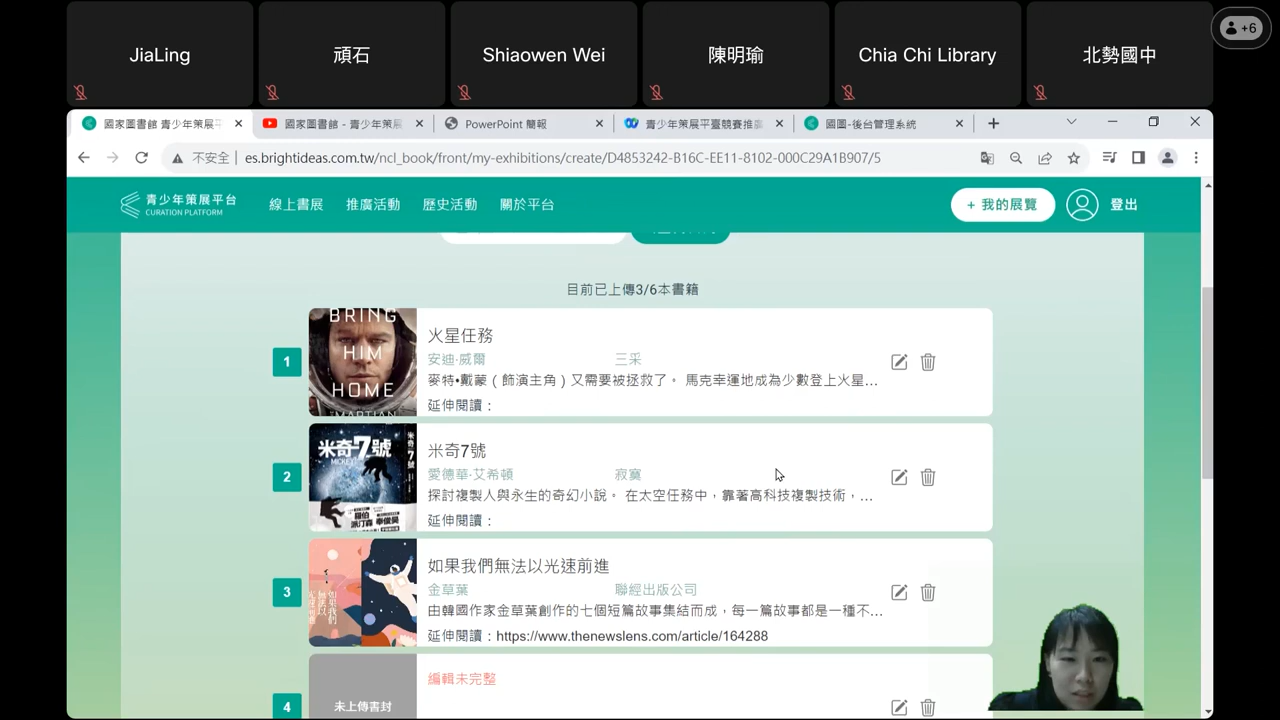 JiaLing
頑石
Shiaowen Wei
陳明瑜
Chia Chi Library
北勢國中
+6
國家圖書館 青少年策展平
國家圖書館 - 青少年策展
PowerPoint 簡報
青少年策展平臺競賽推廣
國圖-後台管理系統
不安全
es.brightideas.com.tw/ncl_book/front/my-exhibitions/create/D4853242-B16C-EE11-8102-000C29A1B907/5
青少年策展平台
CURATION PLATFORM
線上書展
推廣活動
歷史活動
關於平台
+ 我的展覽
登出
目前已上傳3/6本書籍
1
BRING
HIM
HOME
火星任務
安迪·威爾
三采
麥特•戴蒙（飾演主角）又需要被拯救了。 馬克幸運地成為少數登上火星...
延伸閱讀：
2
米奇7號
米奇7號
愛德華·艾希頓
寂寞
探討複製人與永生的奇幻小說。 在太空任務中，靠著高科技複製技術，...
延伸閱讀：
3
如果我們無法以光速前進
金草葉
聯經出版公司
由韓國作家金草葉創作的七個短篇故事集結而成，每一篇故事都是一種不...
延伸閱讀：https://www.thenewslens.com/article/164288
4
未上傳書封
編輯未完整